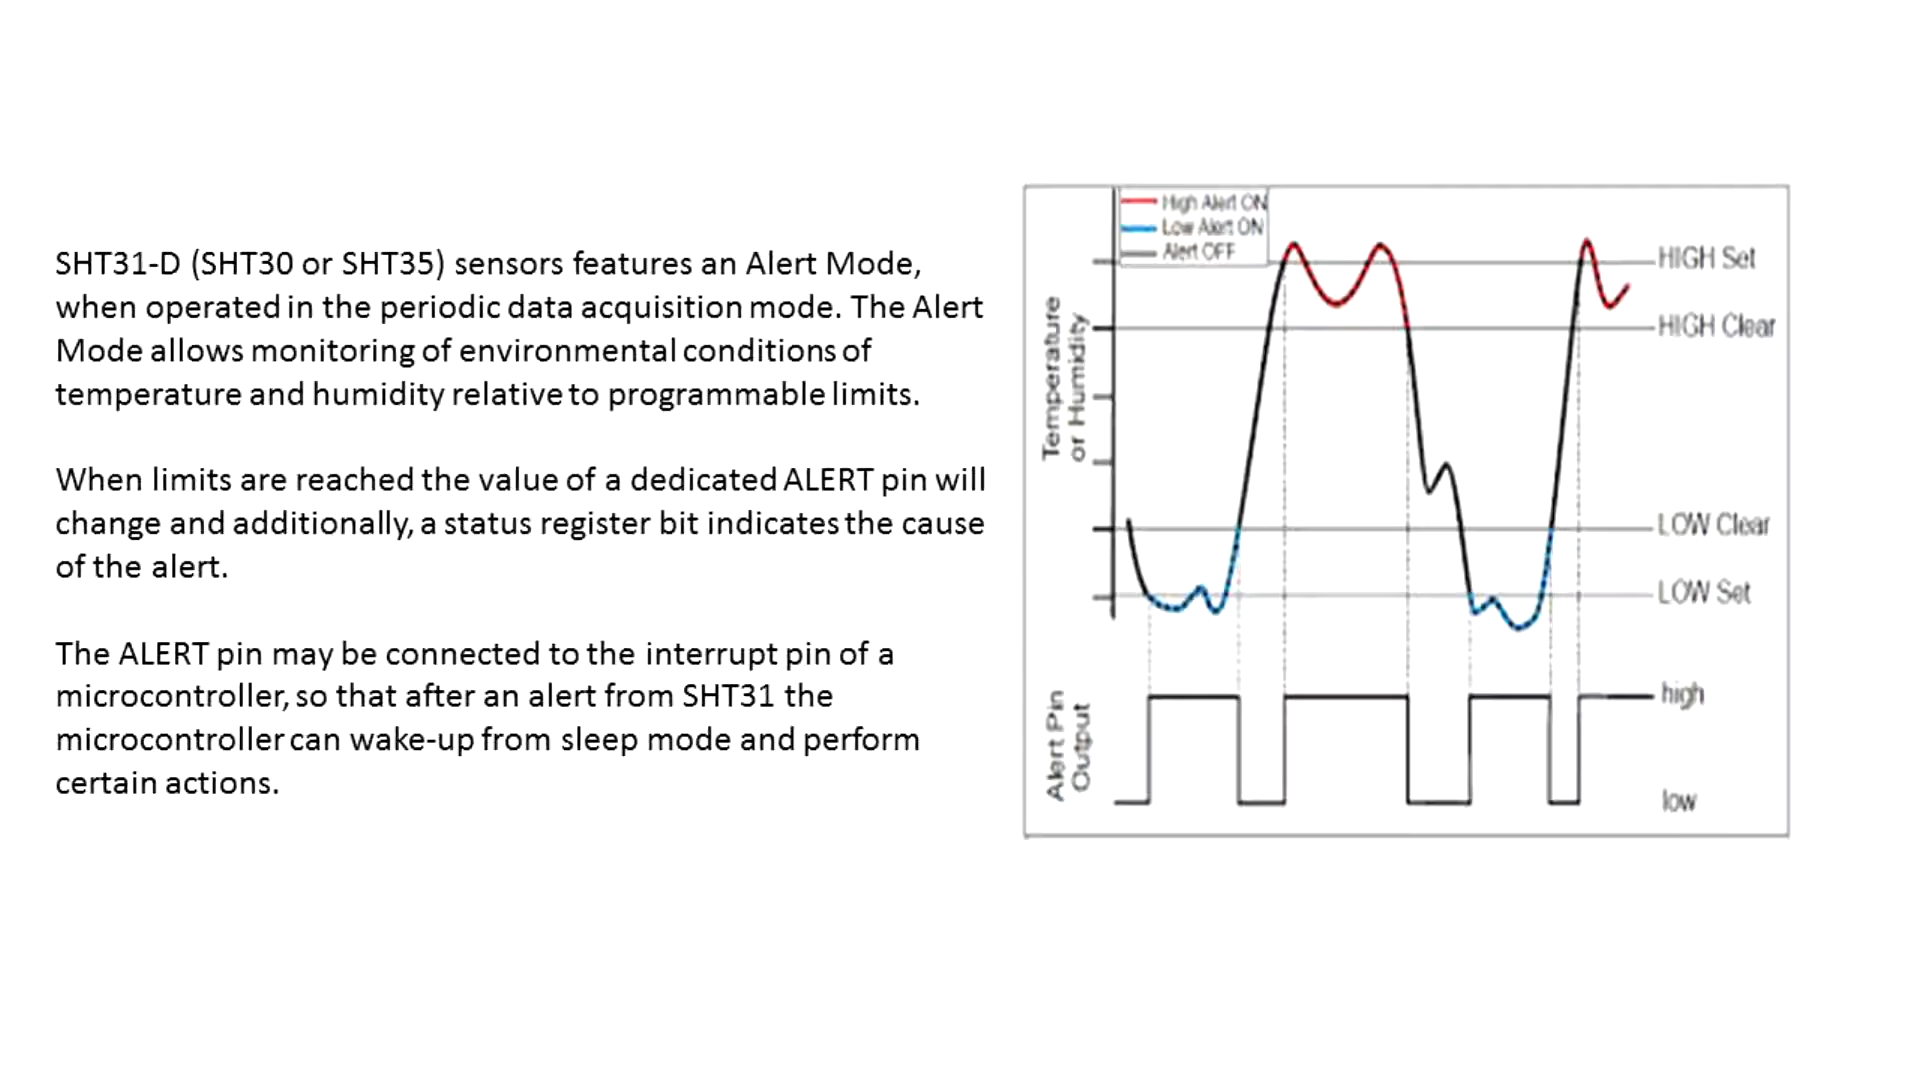 SHT31-D (SHT30 or SHT35) sensors features an Alert Mode,
when operated in the periodic data acquisition mode. The Alert
Mode allows monitoring of environmental conditions of
temperature and humidity relative to programmable limits.
When limits are reached the value of a dedicated ALERT pin will
change and additionally, a status register bit indicates the cause
of the alert.
The ALERT pin may be connected to the interrupt pin of a
microcontroller, so that after an alert from SHT31 the
microcontroller can wake-up from sleep mode and perform
certain actions.
High Alert ON
Low Alert ON
Alert OFF
Temperature
or Humidity
HIGH Set
HIGH Clear
LOW Clear
LOW Set
Alert Pin
Output
high
low